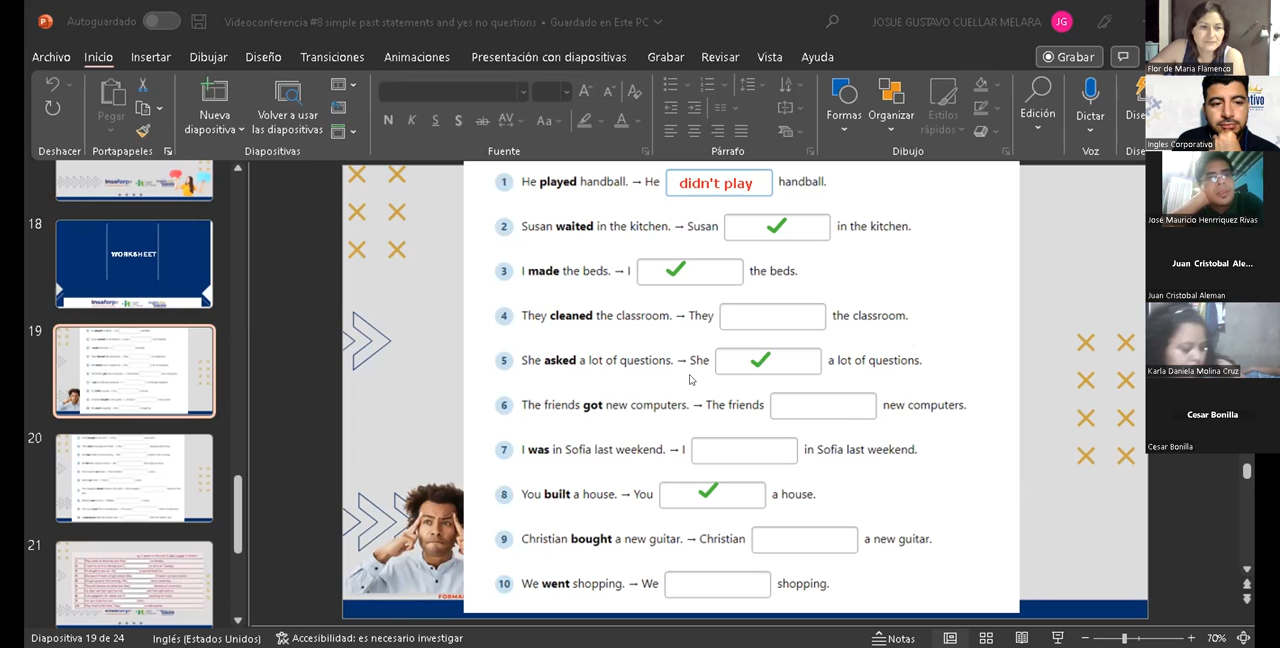 Autoguardado
Videoconferencia #8 simple past statements and yes no questions • Guardado en Este PC
JOSUE GUSTAVO CUELLAR MELARA
JG
Archivo Inicio Insertar Dibujar Diseño Transiciones Animaciones Presentación con diapositivas Grabar Revisar Vista Ayuda
Grabar
Pegar
Nueva diapositiva
Volver a usar las diapositivas
N K S S ab AV Aa A
Formas
Organizar
Estilos rápidos
Edición
Dictar
Dise
Deshacer Portapapeles Diapositivas Fuente Párrafo Dibujo Voz Dise
18
WORKSHEET
19
20
21
1 He played handball. → He didn't play handball.
2 Susan waited in the kitchen. → Susan in the kitchen.
3 I made the beds. → I the beds.
4 They cleaned the classroom. → They the classroom.
5 She asked a lot of questions. → She a lot of questions.
6 The friends got new computers. → The friends new computers.
7 I was in Sofia last weekend. → I in Sofia last weekend.
8 You built a house. → You a house.
9 Christian bought a new guitar. → Christian a new guitar.
10 We went shopping. → We shopping.
FORMA
Flor de Maria Flamenco
Ingles Corporativo
José Mauricio Henrriquez Rivas
Juan Cristobal Ale...
Juan Cristobal Aleman
Karla Daniela Molina Cruz
Cesar Bonilla
Cesar Bonilla
Diapositiva 19 de 24 Inglés (Estados Unidos) Accesibilidad: es necesario investigar Notas 70%